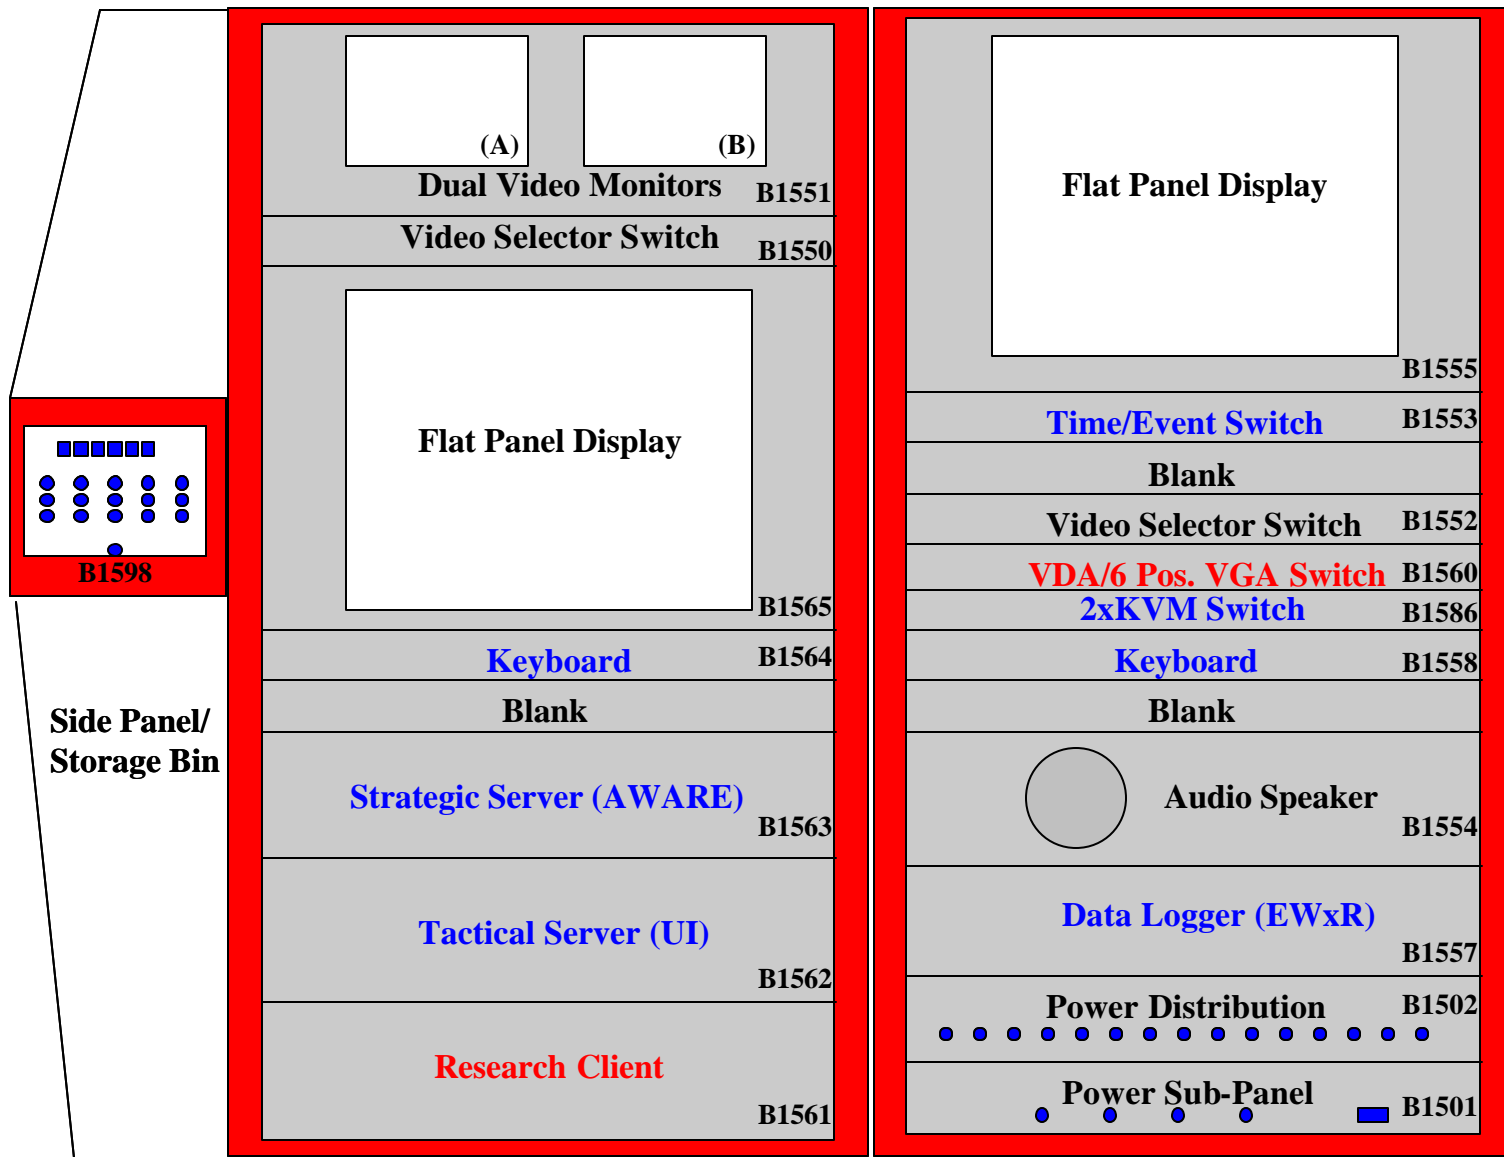 (A)
(B)
Dual Video Monitors B1551
Video Selector Switch B1550
Flat Panel Display
B1565
Keyboard B1564
Blank
Strategic Server (AWARE)
B1563
Tactical Server (UI)
B1562
Research Client
B1561
B1598
Side Panel/
Storage Bin
Flat Panel Display
B1555
Time/Event Switch B1553
Blank
Video Selector Switch B1552
VDA/6 Pos. VGA Switch B1560
2xKVM Switch B1586
Keyboard B1558
Blank
Audio Speaker
B1554
Data Logger (EWxR)
B1557
Power Distribution B1502
Power Sub-Panel B1501